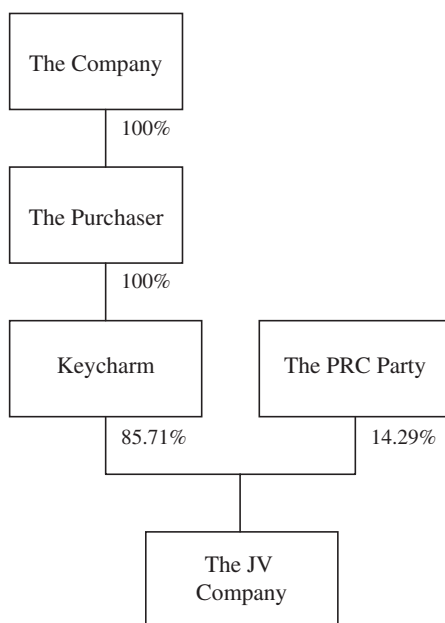 The Company
100%
The Purchaser
100%
Keycharm
The PRC Party
85.71%
14.29%
The JV
Company